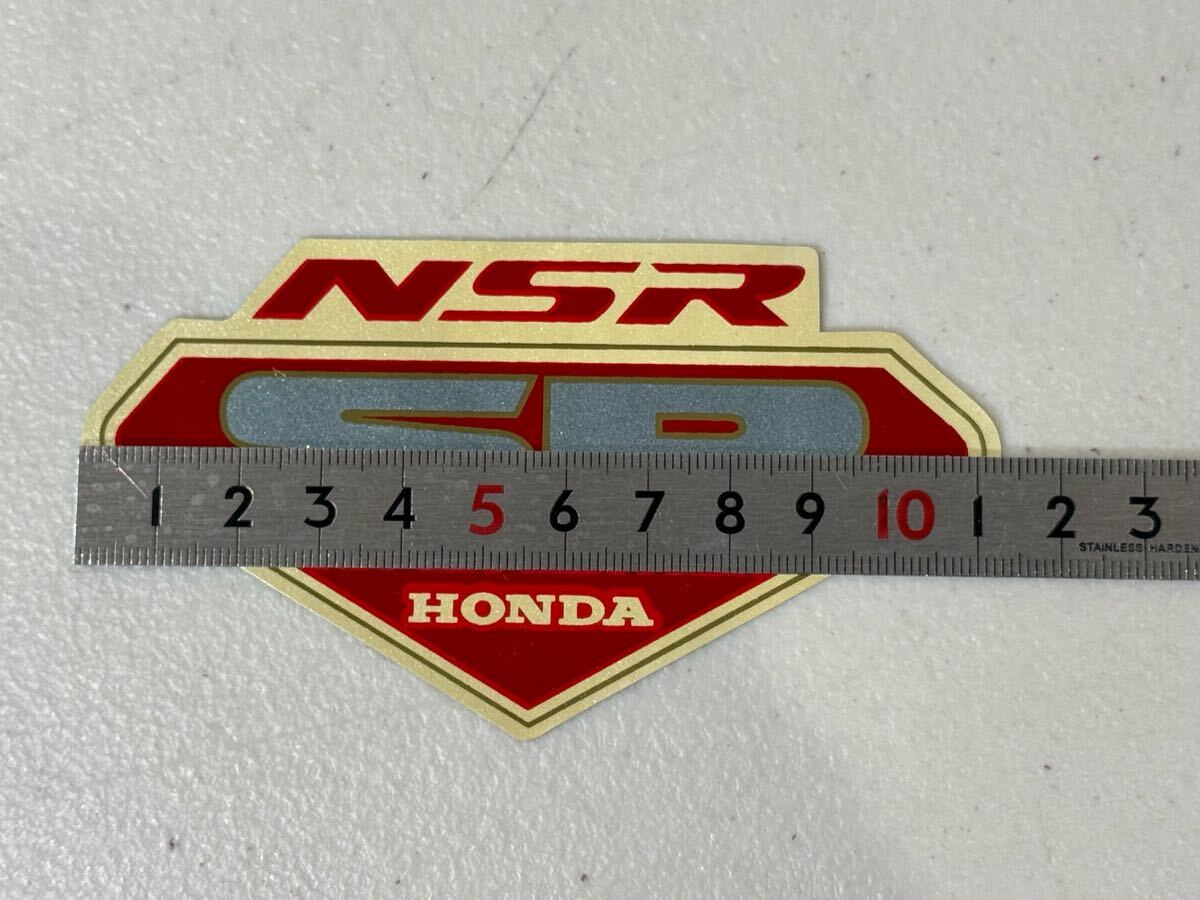 NSR
SP
1 2 3 4 5 6 7 8 9 10 1 2 3
STAINLESS HARDEN
HONDA